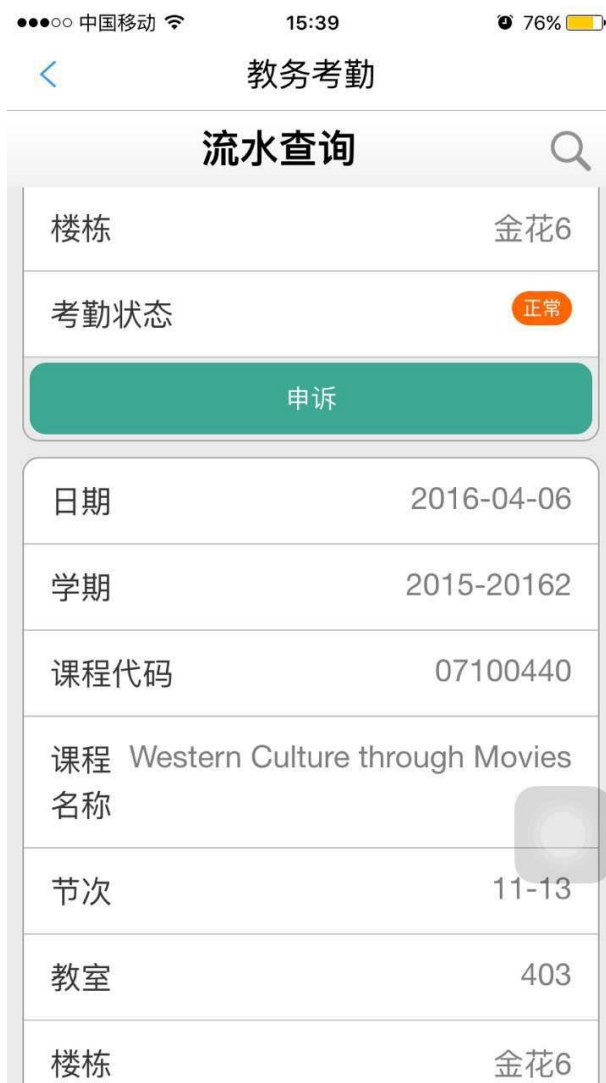 中国移动 15:39 76%
教务考勤
流水查询
楼栋 金花6
考勤状态 正常
申诉
日期 2016-04-06
学期 2015-20162
课程代码 07100440
课程 Western Culture through Movies
名称
节次 11-13
教室 403
楼栋 金花6